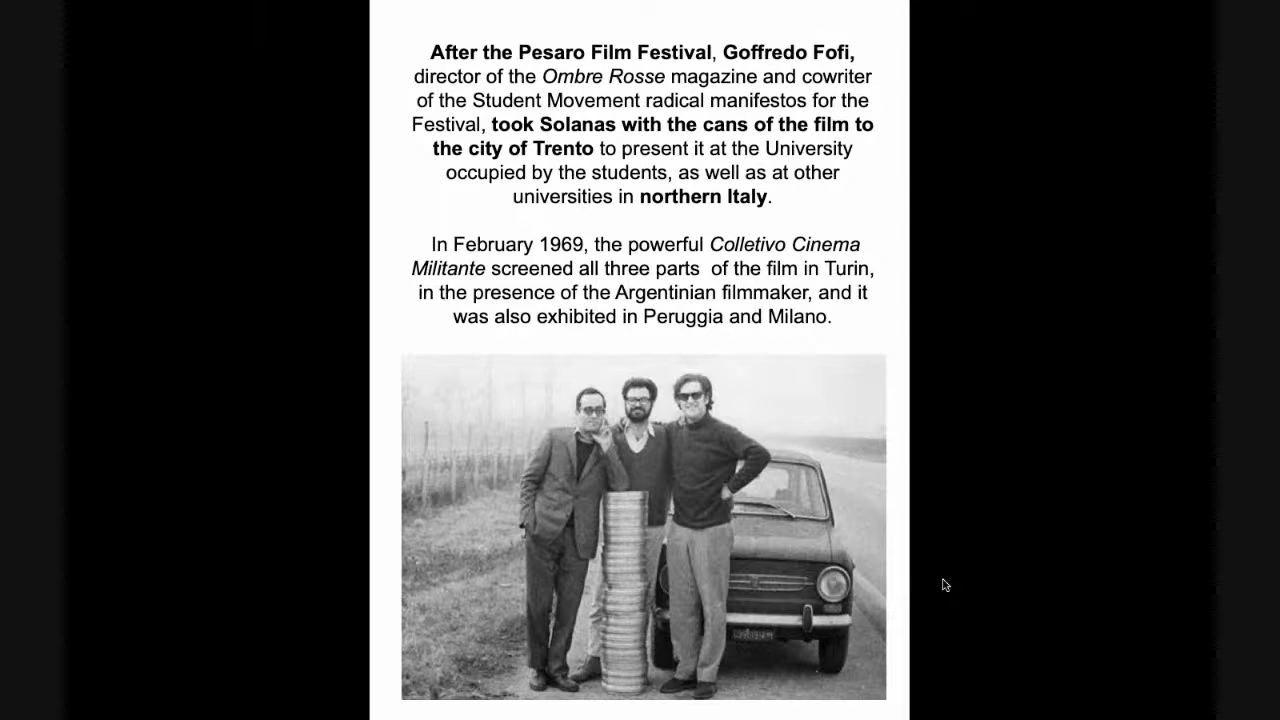 After the Pesaro Film Festival, Goffredo Fofi,
director of the Ombre Rosse magazine and cowriter
of the Student Movement radical manifestos for the
Festival, took Solanas with the cans of the film to
the city of Trento to present it at the University
occupied by the students, as well as at other
universities in northern Italy.
In February 1969, the powerful Colletivo Cinema
Militante screened all three parts of the film in Turin,
in the presence of the Argentinian filmmaker, and it
was also exhibited in Peruggia and Milano.